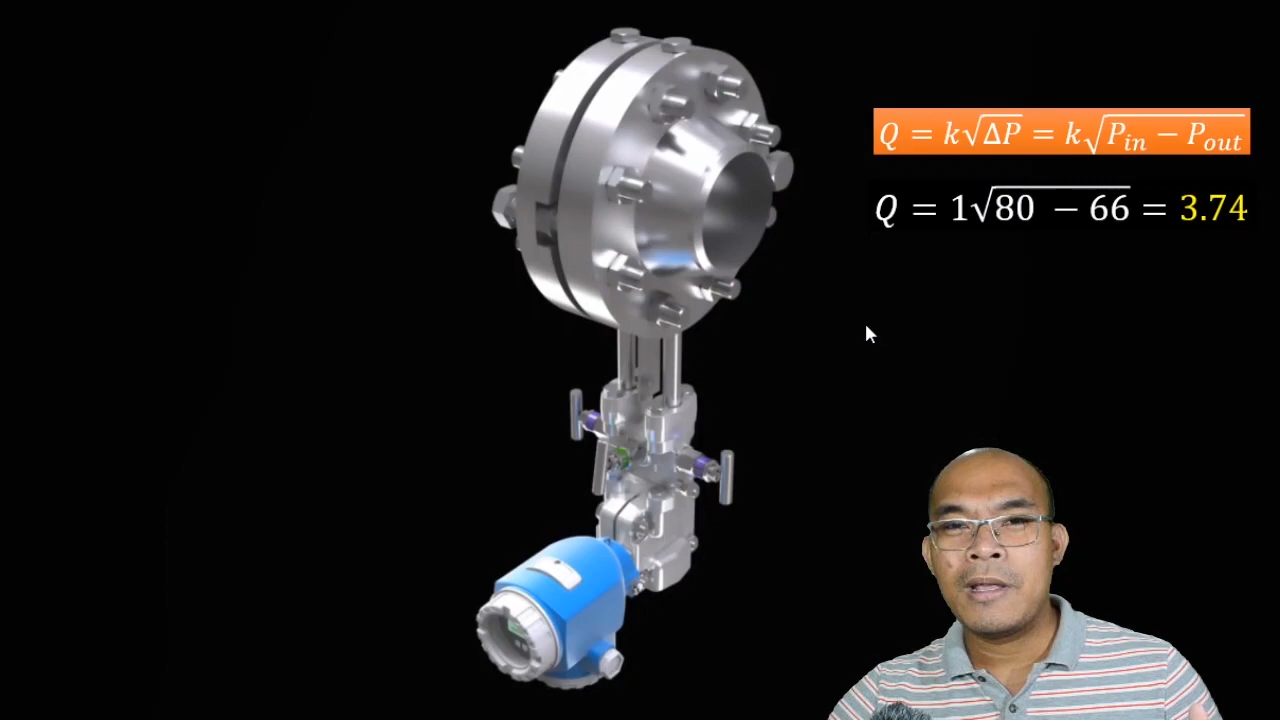 Q = k√ΔP = k√P_in − P_out
Q = 1√80 − 66 = 3.74